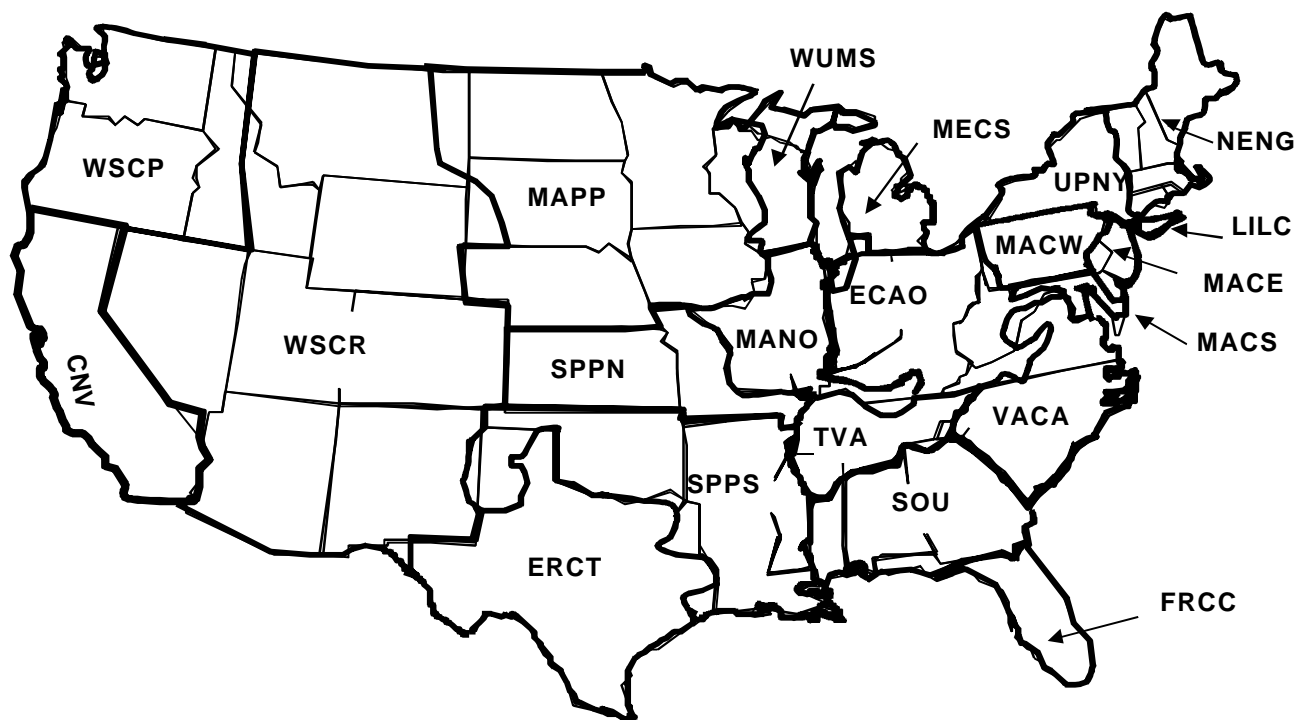 WUMS
MECS
NENG
WSCP
UPNY
MAPP
LILC
MACW
MACE
ECAO
WSCR
MANO
MACS
SPPN
CNV
VACA
TVA
SPPS
SOU
ERCT
FRCC